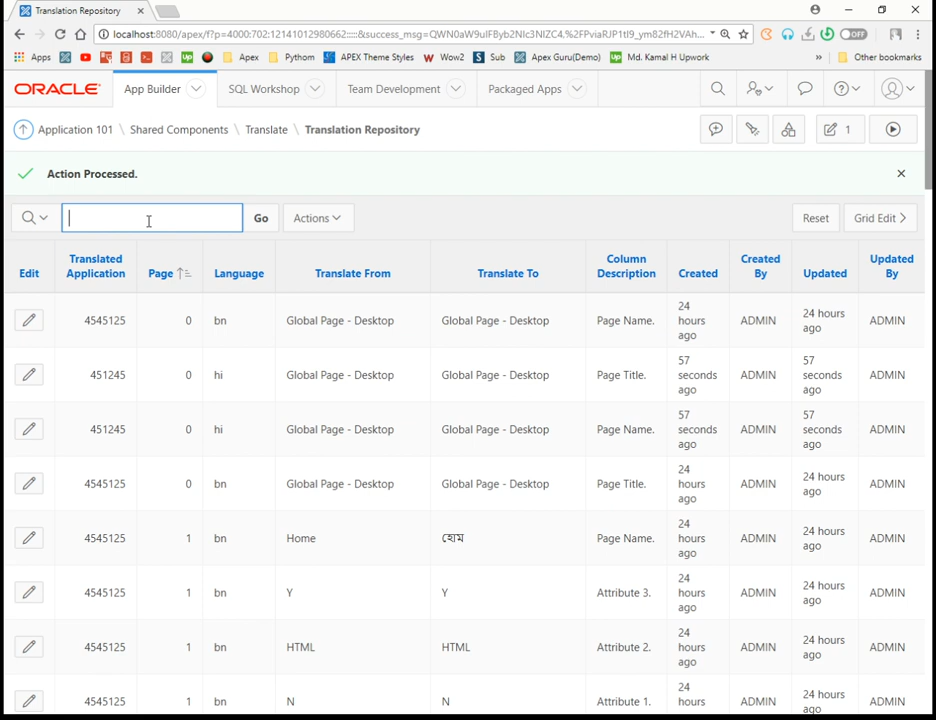 Translation Repository
localhost:8080/apex/f?p=4000:702:12141012980662:::::&success_msg=
OFF
Apps
Apex
Python
APEX Theme Styles
Wow2
Sub
Apex Guru(Demo)
Md. Kamal H Upwork
»
Other bookmarks
ORACLE
App Builder
SQL Workshop
Team Development
Packaged Apps
Application 101 \ Shared Components \ Translate \ Translation Repository
1
Action Processed.
Go
Actions
Reset
Grid Edit >
Edit
Translated Application
Page
Language
Translate From
Translate To
Column Description
Created
Created By
Updated
Updated By
4545125 0 bn Global Page - Desktop Global Page - Desktop Page Name. 24 hours ago ADMIN 24 hours ago ADMIN
451245 0 hi Global Page - Desktop Global Page - Desktop Page Title. 57 seconds ago ADMIN 57 seconds ago ADMIN
451245 0 hi Global Page - Desktop Global Page - Desktop Page Name. 57 seconds ago ADMIN 57 seconds ago ADMIN
4545125 0 bn Global Page - Desktop Global Page - Desktop Page Title. 24 hours ago ADMIN 24 hours ago ADMIN
4545125 1 bn Home হোম Page Name. 24 hours ago ADMIN 24 hours ago ADMIN
4545125 1 bn Y Y Attribute 3. 24 hours ago ADMIN 24 hours ago ADMIN
4545125 1 bn HTML HTML Attribute 2. 24 hours ago ADMIN 24 hours ago ADMIN
4545125 1 bn N N Attribute 1. 24 hours ADMIN 24 hours ago ADMIN